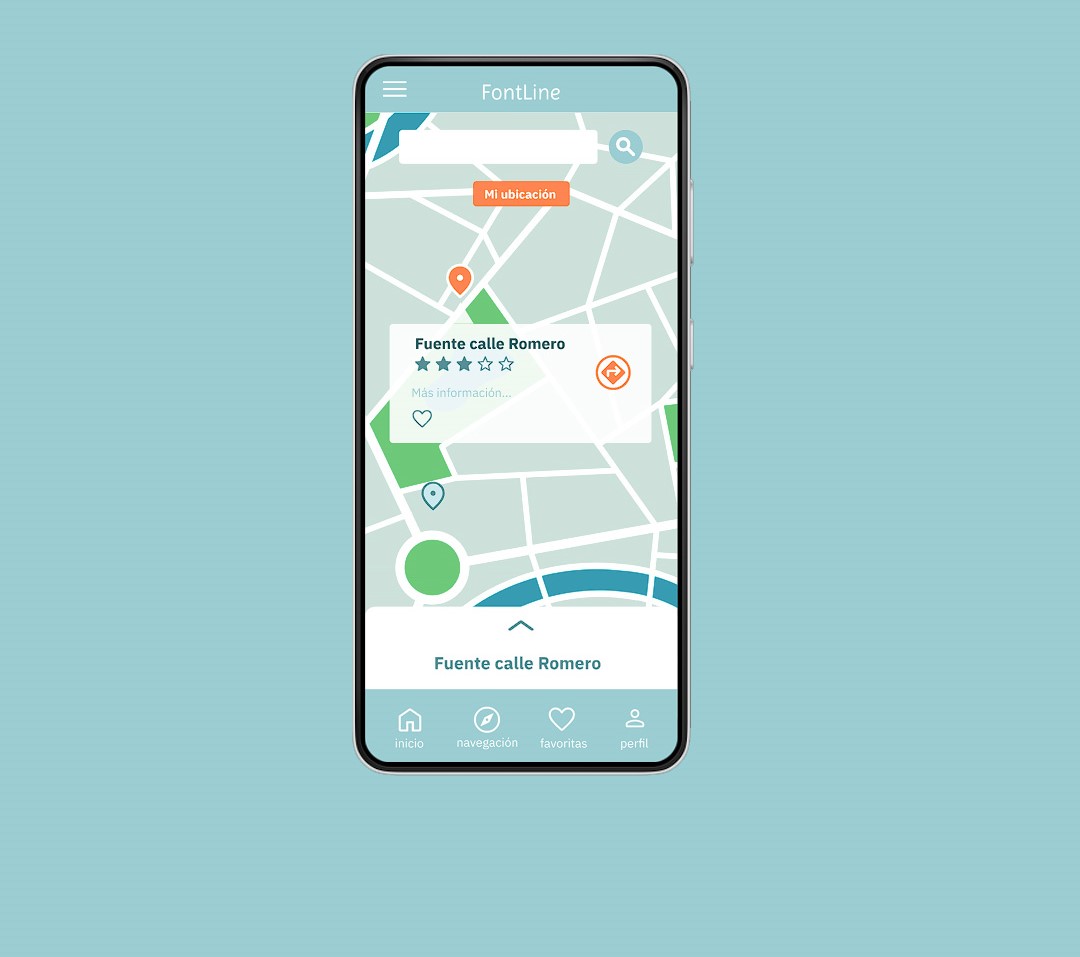 FontLine
Mi ubicación
Fuente calle Romero
Más información...
Fuente calle Romero
inicio navegación favoritas perfil